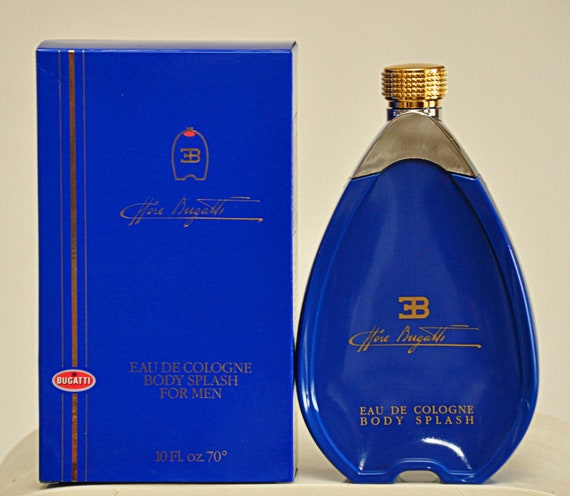 EB
Ettore Bugatti
EAU DE COLOGNE
BODY SPLASH
FOR MEN
BUGATTI
10 Fl. oz. 70°
EB
Ettore Bugatti
EAU DE COLOGNE
BODY SPLASH